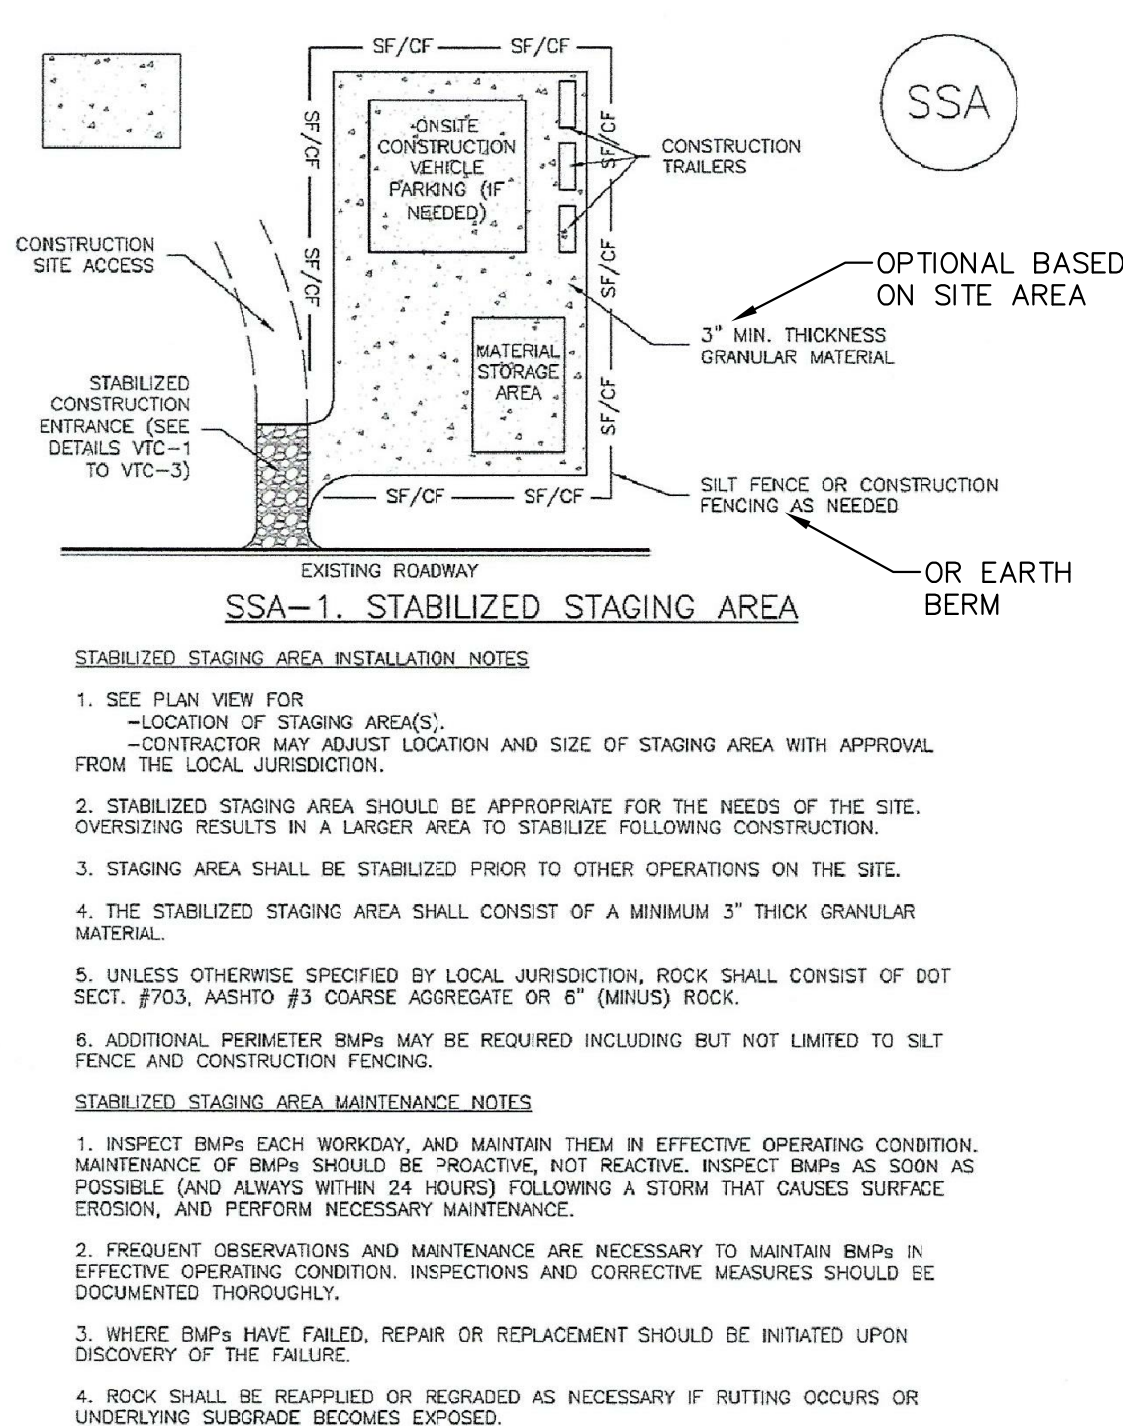 SF/CF SF/CF
SSA
SF/CF
SF/CF
ONSITE
CONSTRUCTION
VEHICLE
PARKING (IF
NEEDED)
CONSTRUCTION
TRAILERS
CONSTRUCTION
SITE ACCESS
SF/CF
SF/CF
OPTIONAL BASED
ON SITE AREA
3" MIN. THICKNESS
GRANULAR MATERIAL
MATERIAL
STORAGE
AREA
STABILIZED
CONSTRUCTION
ENTRANCE (SEE
DETAILS VTC-1
TO VTC-3)
SF/CF
SF/CF SF/CF
SILT FENCE OR CONSTRUCTION
FENCING AS NEEDED
OR EARTH
BERM
EXISTING ROADWAY
SSA-1. STABILIZED STAGING AREA
STABILIZED STAGING AREA INSTALLATION NOTES
1. SEE PLAN VIEW FOR
-LOCATION OF STAGING AREA(S).
-CONTRACTOR MAY ADJUST LOCATION AND SIZE OF STAGING AREA WITH APPROVAL
FROM THE LOCAL JURISDICTION.
2. STABILIZED STAGING AREA SHOULD BE APPROPRIATE FOR THE NEEDS OF THE SITE.
OVERSIZING RESULTS IN A LARGER AREA TO STABILIZE FOLLOWING CONSTRUCTION.
3. STAGING AREA SHALL BE STABILIZED PRIOR TO OTHER OPERATIONS ON THE SITE.
4. THE STABILIZED STAGING AREA SHALL CONSIST OF A MINIMUM 3" THICK GRANULAR
MATERIAL.
5. UNLESS OTHERWISE SPECIFIED BY LOCAL JURISDICTION, ROCK SHALL CONSIST OF DOT
SECT. #703, AASHTO #3 COARSE AGGREGATE OR 6" (MINUS) ROCK.
6. ADDITIONAL PERIMETER BMPs MAY BE REQUIRED INCLUDING BUT NOT LIMITED TO SILT
FENCE AND CONSTRUCTION FENCING.
STABILIZED STAGING AREA MAINTENANCE NOTES
1. INSPECT BMPs EACH WORKDAY, AND MAINTAIN THEM IN EFFECTIVE OPERATING CONDITION.
MAINTENANCE OF BMPs SHOULD BE PROACTIVE, NOT REACTIVE. INSPECT BMPs AS SOON AS
POSSIBLE (AND ALWAYS WITHIN 24 HOURS) FOLLOWING A STORM THAT CAUSES SURFACE
EROSION, AND PERFORM NECESSARY MAINTENANCE.
2. FREQUENT OBSERVATIONS AND MAINTENANCE ARE NECESSARY TO MAINTAIN BMPs IN
EFFECTIVE OPERATING CONDITION. INSPECTIONS AND CORRECTIVE MEASURES SHOULD BE
DOCUMENTED THOROUGHLY.
3. WHERE BMPs HAVE FAILED, REPAIR OR REPLACEMENT SHOULD BE INITIATED UPON
DISCOVERY OF THE FAILURE.
4. ROCK SHALL BE REAPPLIED OR REGRADED AS NECESSARY IF RUTTING OCCURS OR
UNDERLYING SUBGRADE BECOMES EXPOSED.